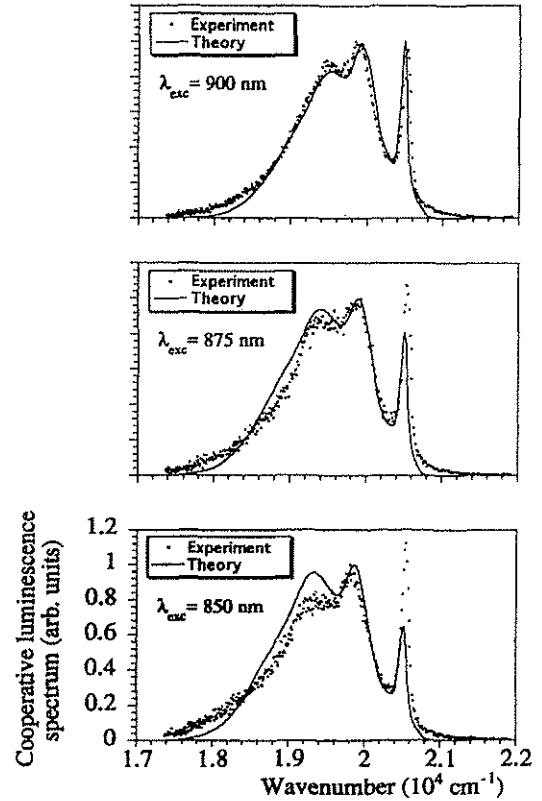 Experiment
Theory
λexc= 900 nm
Experiment
Theory
λexc= 875 nm
Experiment
Theory
λexc= 850 nm
Cooperative luminescence
spectrum (arb. units)
1.2
1
0.8
0.6
0.4
0.2
0
1.7 1.8 1.9 2 2.1 2.2
Wavenumber (10⁴ cm⁻¹)